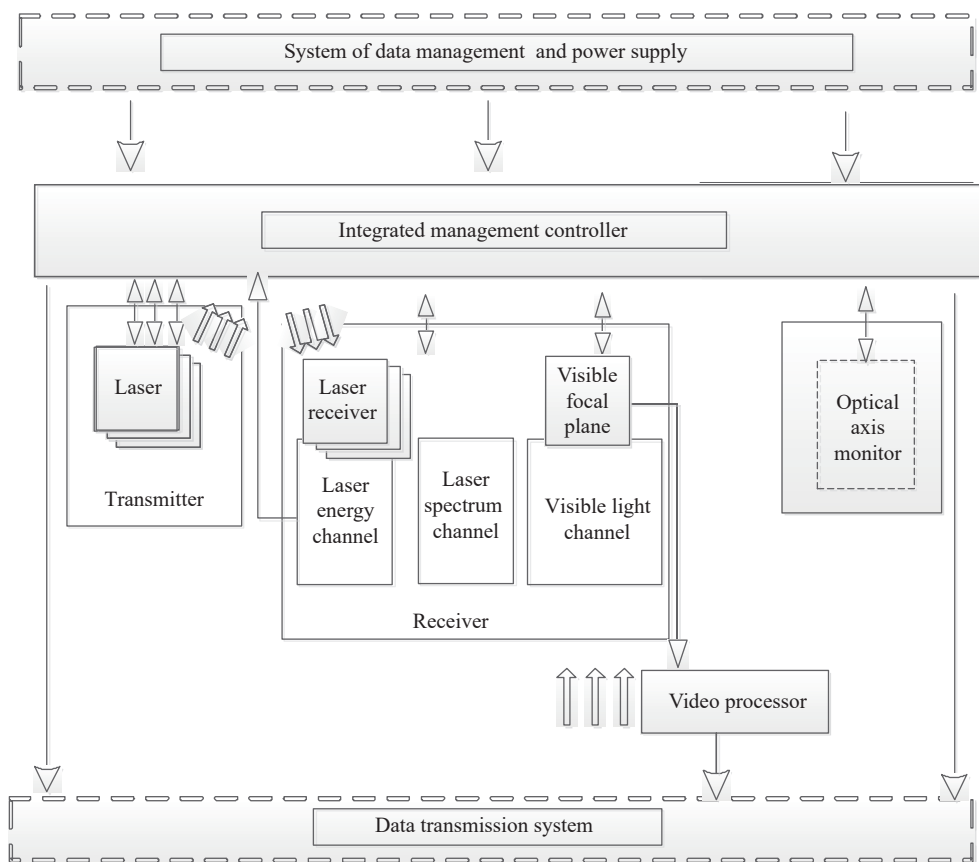 System of data management and power supply
Integrated management controller
Laser
Transmitter
Laser
receiver
Laser
energy
channel
Laser
spectrum
channel
Visible
focal
plane
Visible light
channel
Receiver
Optical
axis
monitor
Video processor
Data transmission system